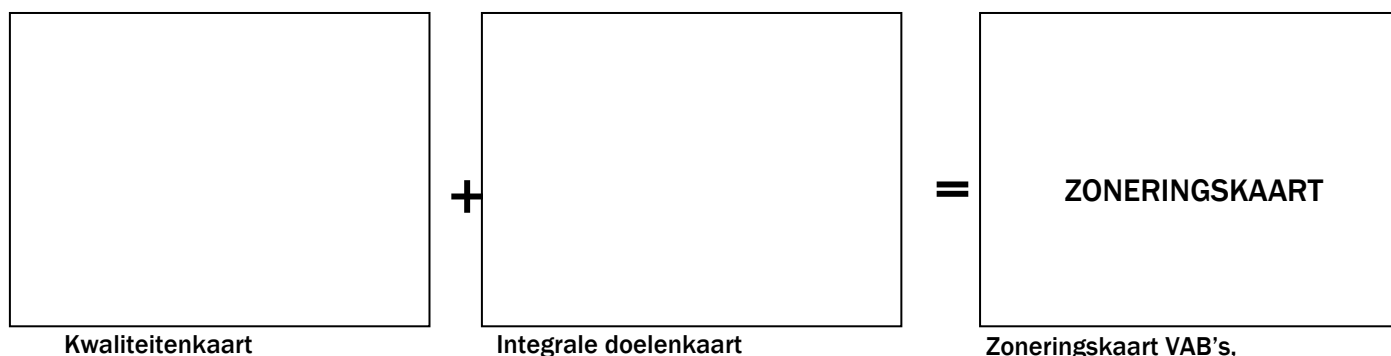 +
=
ZONERINGSKAART
Kwaliteitenkaart
Integrale doelenkaart
Zoneringskaart VAB's,